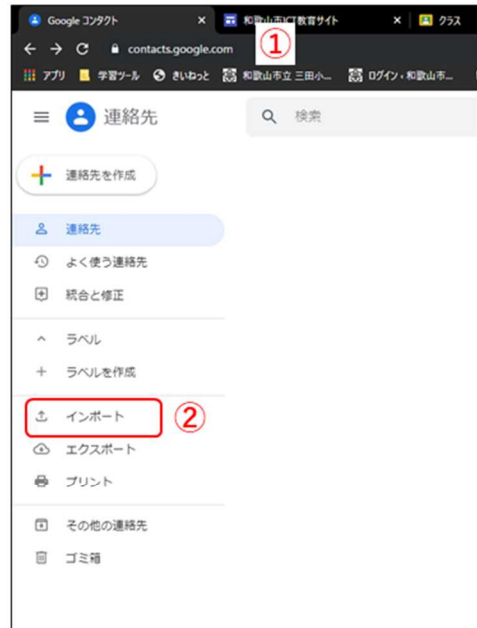 Google コンタクト
和歌山市ICT教育サイト
クラス
contacts.google.com
①
アプリ 学習ツール きいねっと 和歌山市立 三田小... ログイン・和歌山市...
連絡先
検索
連絡先を作成
連絡先
よく使う連絡先
統合と修正
ラベル
ラベルを作成
インポート ②
エクスポート
プリント
その他の連絡先
ゴミ箱